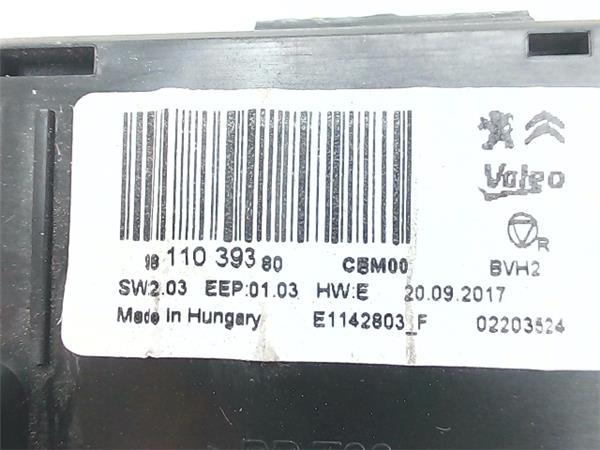 Valeo
R
98 110 393 80 CBM00 BVH2
SW2.03 EEP:01.03 HW:E 20.09.2017
Made in Hungary E1142803_F 02203524